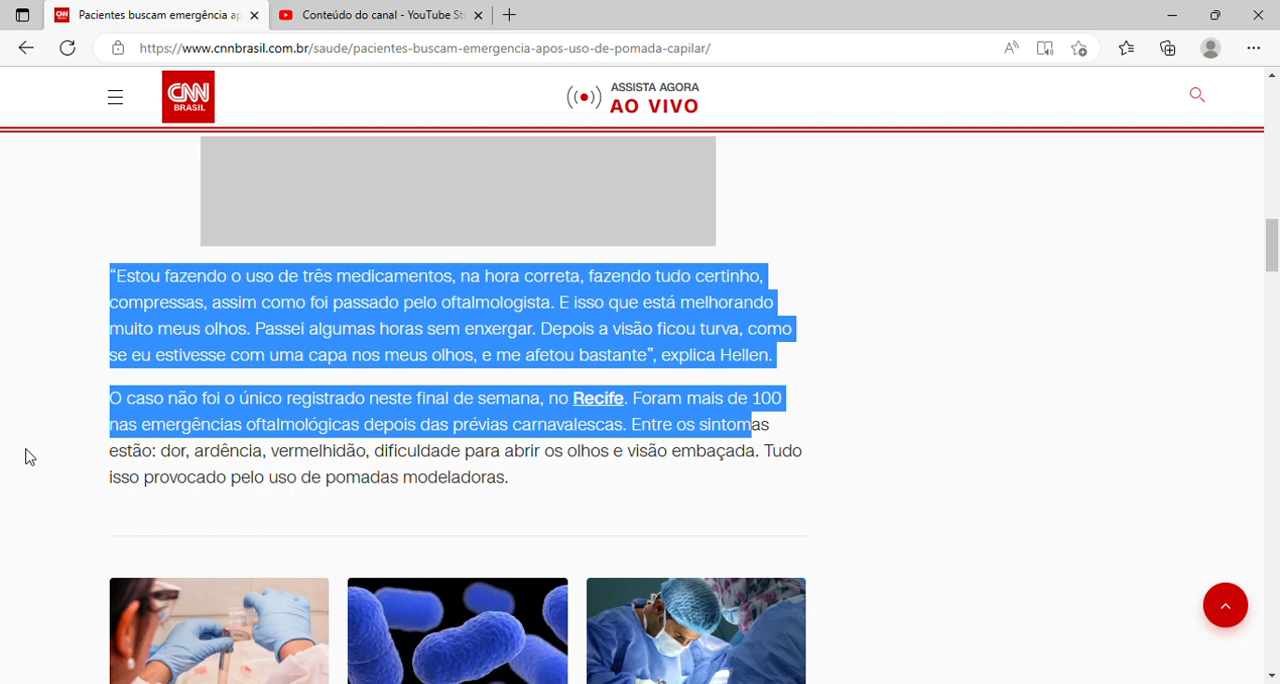 Pacientes buscam emergência ap
Conteúdo do canal - YouTube St
https://www.cnnbrasil.com.br/saude/pacientes-buscam-emergencia-apos-uso-de-pomada-capilar/
CNN
BRASIL
ASSISTA AGORA
AO VIVO
“Estou fazendo o uso de três medicamentos, na hora correta, fazendo tudo certinho,
compressas, assim como foi passado pelo oftalmologista. E isso que está melhorando
muito meus olhos. Passei algumas horas sem enxergar. Depois a visão ficou turva, como
se eu estivesse com uma capa nos meus olhos, e me afetou bastante”, explica Hellen.
O caso não foi o único registrado neste final de semana, no Recife. Foram mais de 100
nas emergências oftalmológicas depois das prévias carnavalescas. Entre os sintomas
estão: dor, ardência, vermelhidão, dificuldade para abrir os olhos e visão embaçada. Tudo
isso provocado pelo uso de pomadas modeladoras.